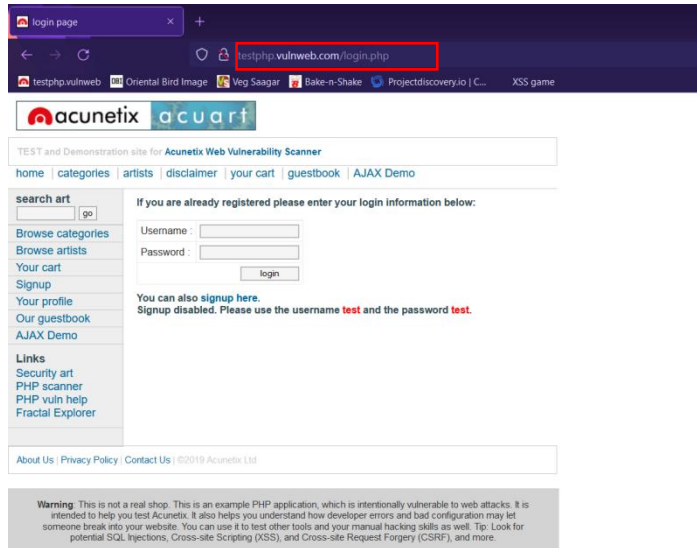 login page
testphp.vulnweb.com/login.php
testphp.vulnweb Oriental Bird Image Veg Saagar Bake-n-Shake Projectdiscovery.io | C... XSS game
acunetix acuart
TEST and Demonstration site for Acunetix Web Vulnerability Scanner
home | categories | artists | disclaimer | your cart | guestbook | AJAX Demo
search art
go
Browse categories
Browse artists
Your cart
Signup
Your profile
Our guestbook
AJAX Demo
Links
Security art
PHP scanner
PHP vuln help
Fractal Explorer
If you are already registered please enter your login information below:
Username :
Password :
login
You can also signup here.
Signup disabled. Please use the username test and the password test.
About Us | Privacy Policy | Contact Us | ©2019 Acunetix Ltd
Warning: This is not a real shop. This is an example PHP application, which is intentionally vulnerable to web attacks. It is
intended to help you test Acunetix. It also helps you understand how developer errors and bad configuration may let
someone break into your website. You can use it to test other tools and your manual hacking skills as well. Tip: Look for
potential SQL Injections, Cross-site Scripting (XSS), and Cross-site Request Forgery (CSRF), and more.